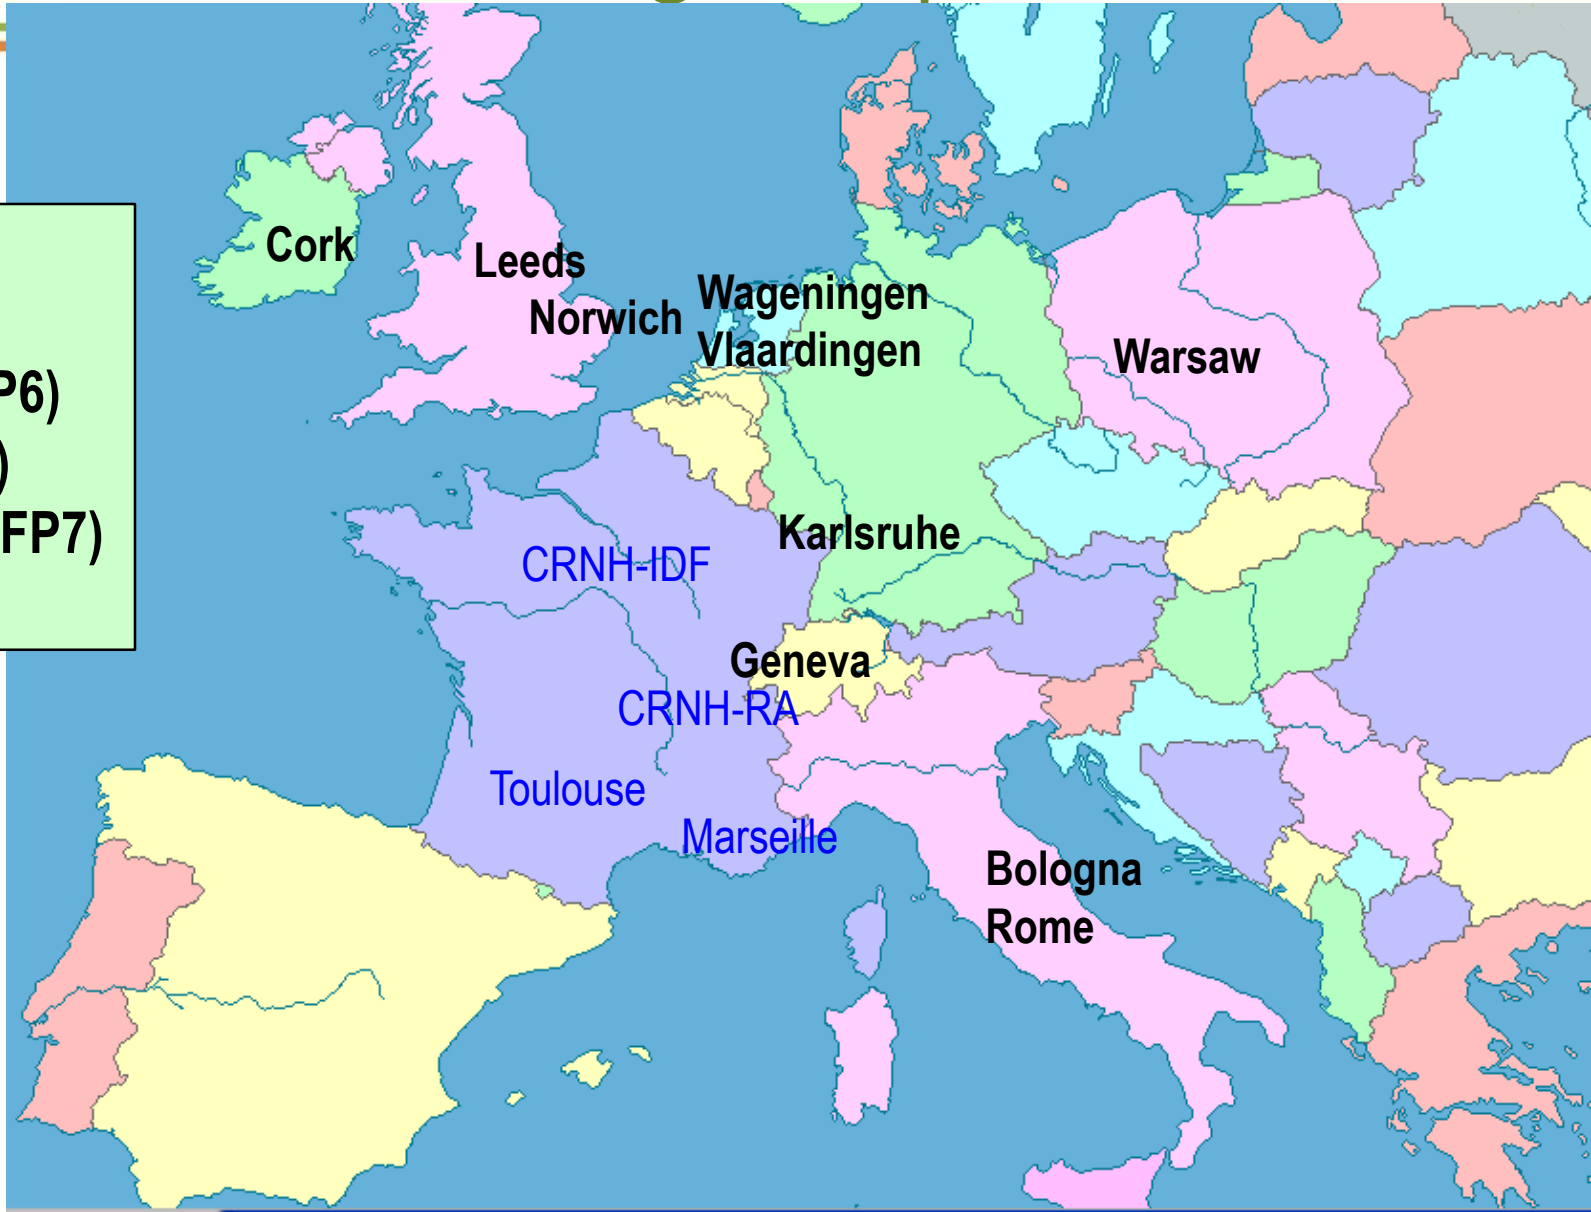 P6)
)
FP7)
Cork
Leeds
Norwich
Wageningen
Vlaardingen
Warsaw
Karlsruhe
CRNH-IDF
Geneva
CRNH-RA
Toulouse
Marseille
Bologna
Rome